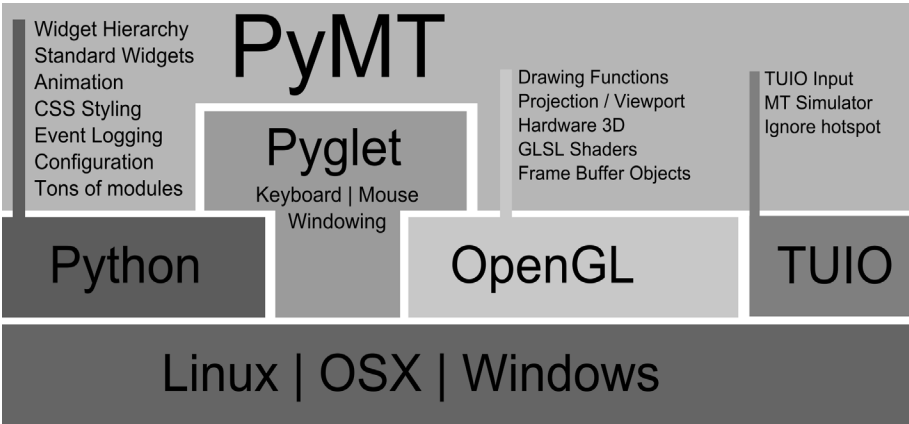 PyMT
Widget Hierarchy
Standard Widgets
Animation
CSS Styling
Event Logging
Configuration
Tons of modules
Pyglet
Keyboard | Mouse
Windowing
Drawing Functions
Projection / Viewport
Hardware 3D
GLSL Shaders
Frame Buffer Objects
TUIO Input
MT Simulator
Ignore hotspot
Python
OpenGL
TUIO
Linux | OSX | Windows